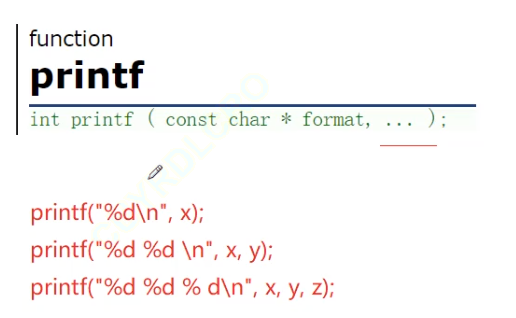 function
printf
int printf ( const char * format, ... );
printf("%d\n", x);
printf("%d %d \n", x, y);
printf("%d %d % d\n", x, y, z);